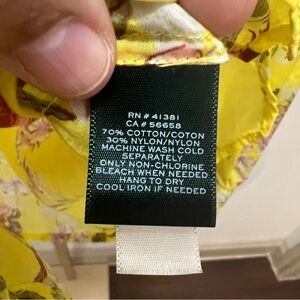 RN # 41381
CA # 56658
70% COTTON/COTON
30% NYLON/NYLON
MACHINE WASH COLD
SEPARATELY
ONLY NON-CHLORINE
BLEACH WHEN NEEDED
HANG TO DRY
COOL IRON IF NEEDED